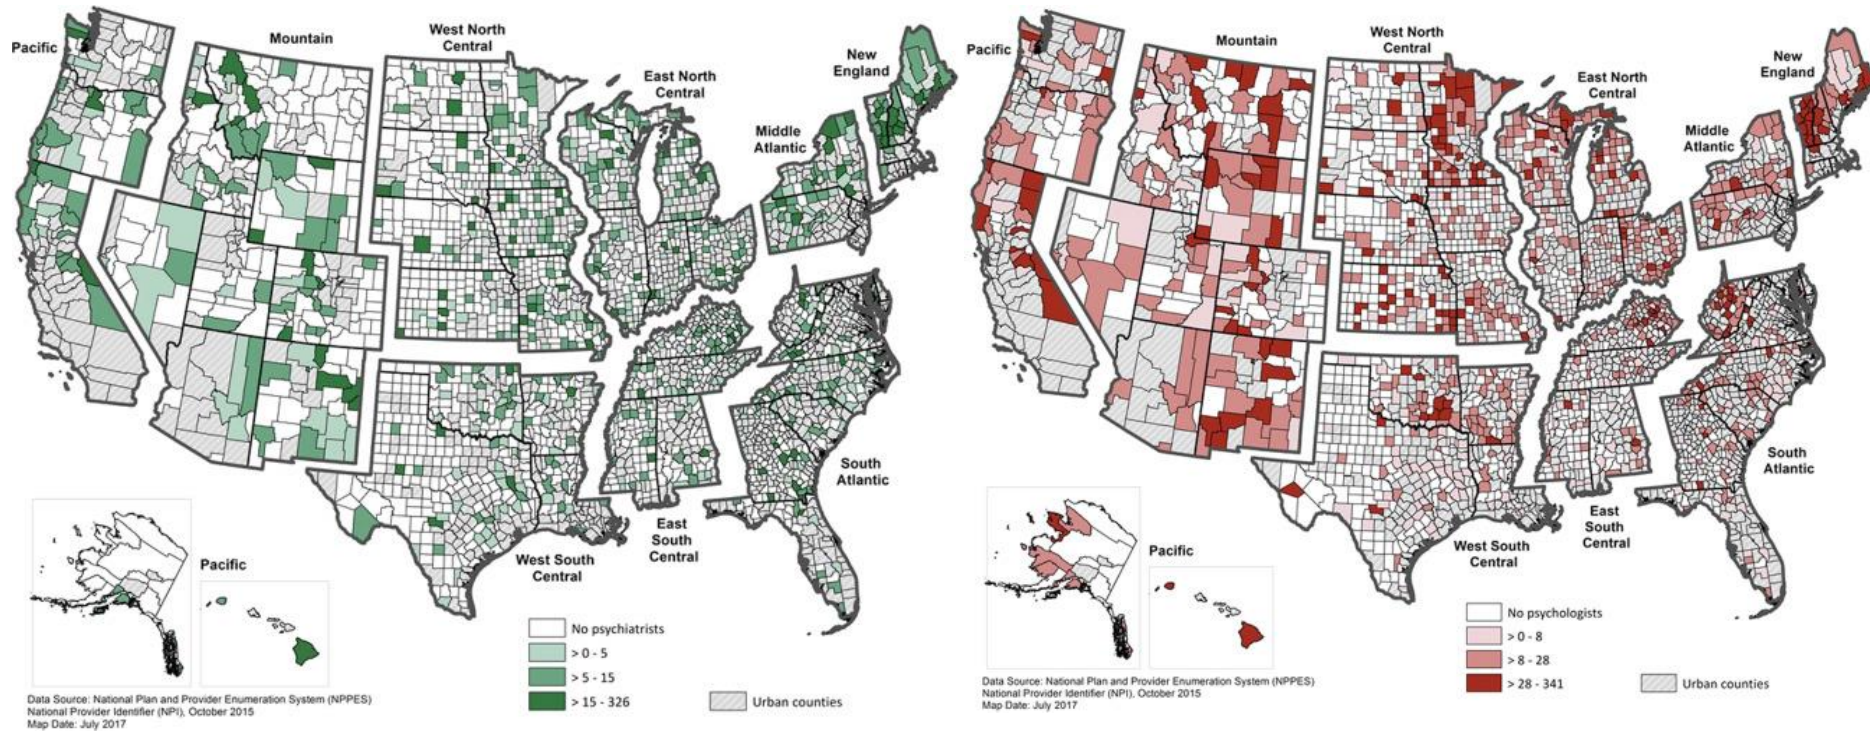 Pacific
Mountain
West North
Central
East North
Central
New
England
Middle
Atlantic
South
Atlantic
East
South
Central
West South
Central
Pacific
No psychiatrists
> 0 - 5
> 5 - 15
> 15 - 326
Urban counties
Data Source: National Plan and Provider Enumeration System (NPPES)
National Provider Identifier (NPI), October 2015
Map Date: July 2017
Pacific
Mountain
West North
Central
East North
Central
New
England
Middle
Atlantic
South
Atlantic
East
South
Central
West South
Central
Pacific
No psychologists
> 0 - 8
> 8 - 28
> 28 - 341
Urban counties
Data Source: National Plan and Provider Enumeration System (NPPES)
National Provider Identifier (NPI), October 2015
Map Date: July 2017